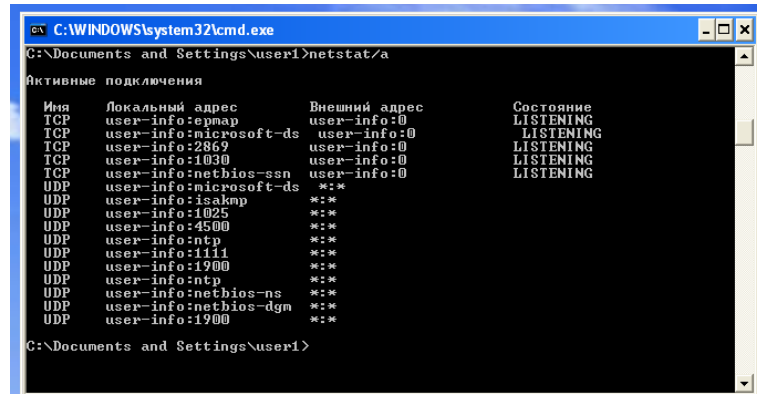 C:\WINDOWS\system32\cmd.exe
C:\Documents and Settings\user1>netstat/a
Активные подключения
Имя Локальный адрес Внешний адрес Состояние
TCP user-info:epmap user-info:0 LISTENING
TCP user-info:microsoft-ds user-info:0 LISTENING
TCP user-info:2869 user-info:0 LISTENING
TCP user-info:1030 user-info:0 LISTENING
TCP user-info:netbios-ssn user-info:0 LISTENING
UDP user-info:microsoft-ds *:*
UDP user-info:isakmp *:*
UDP user-info:1025 *:*
UDP user-info:4500 *:*
UDP user-info:ntp *:*
UDP user-info:1111 *:*
UDP user-info:1900 *:*
UDP user-info:ntp *:*
UDP user-info:netbios-ns *:*
UDP user-info:netbios-dgm *:*
UDP user-info:1900 *:*
C:\Documents and Settings\user1>